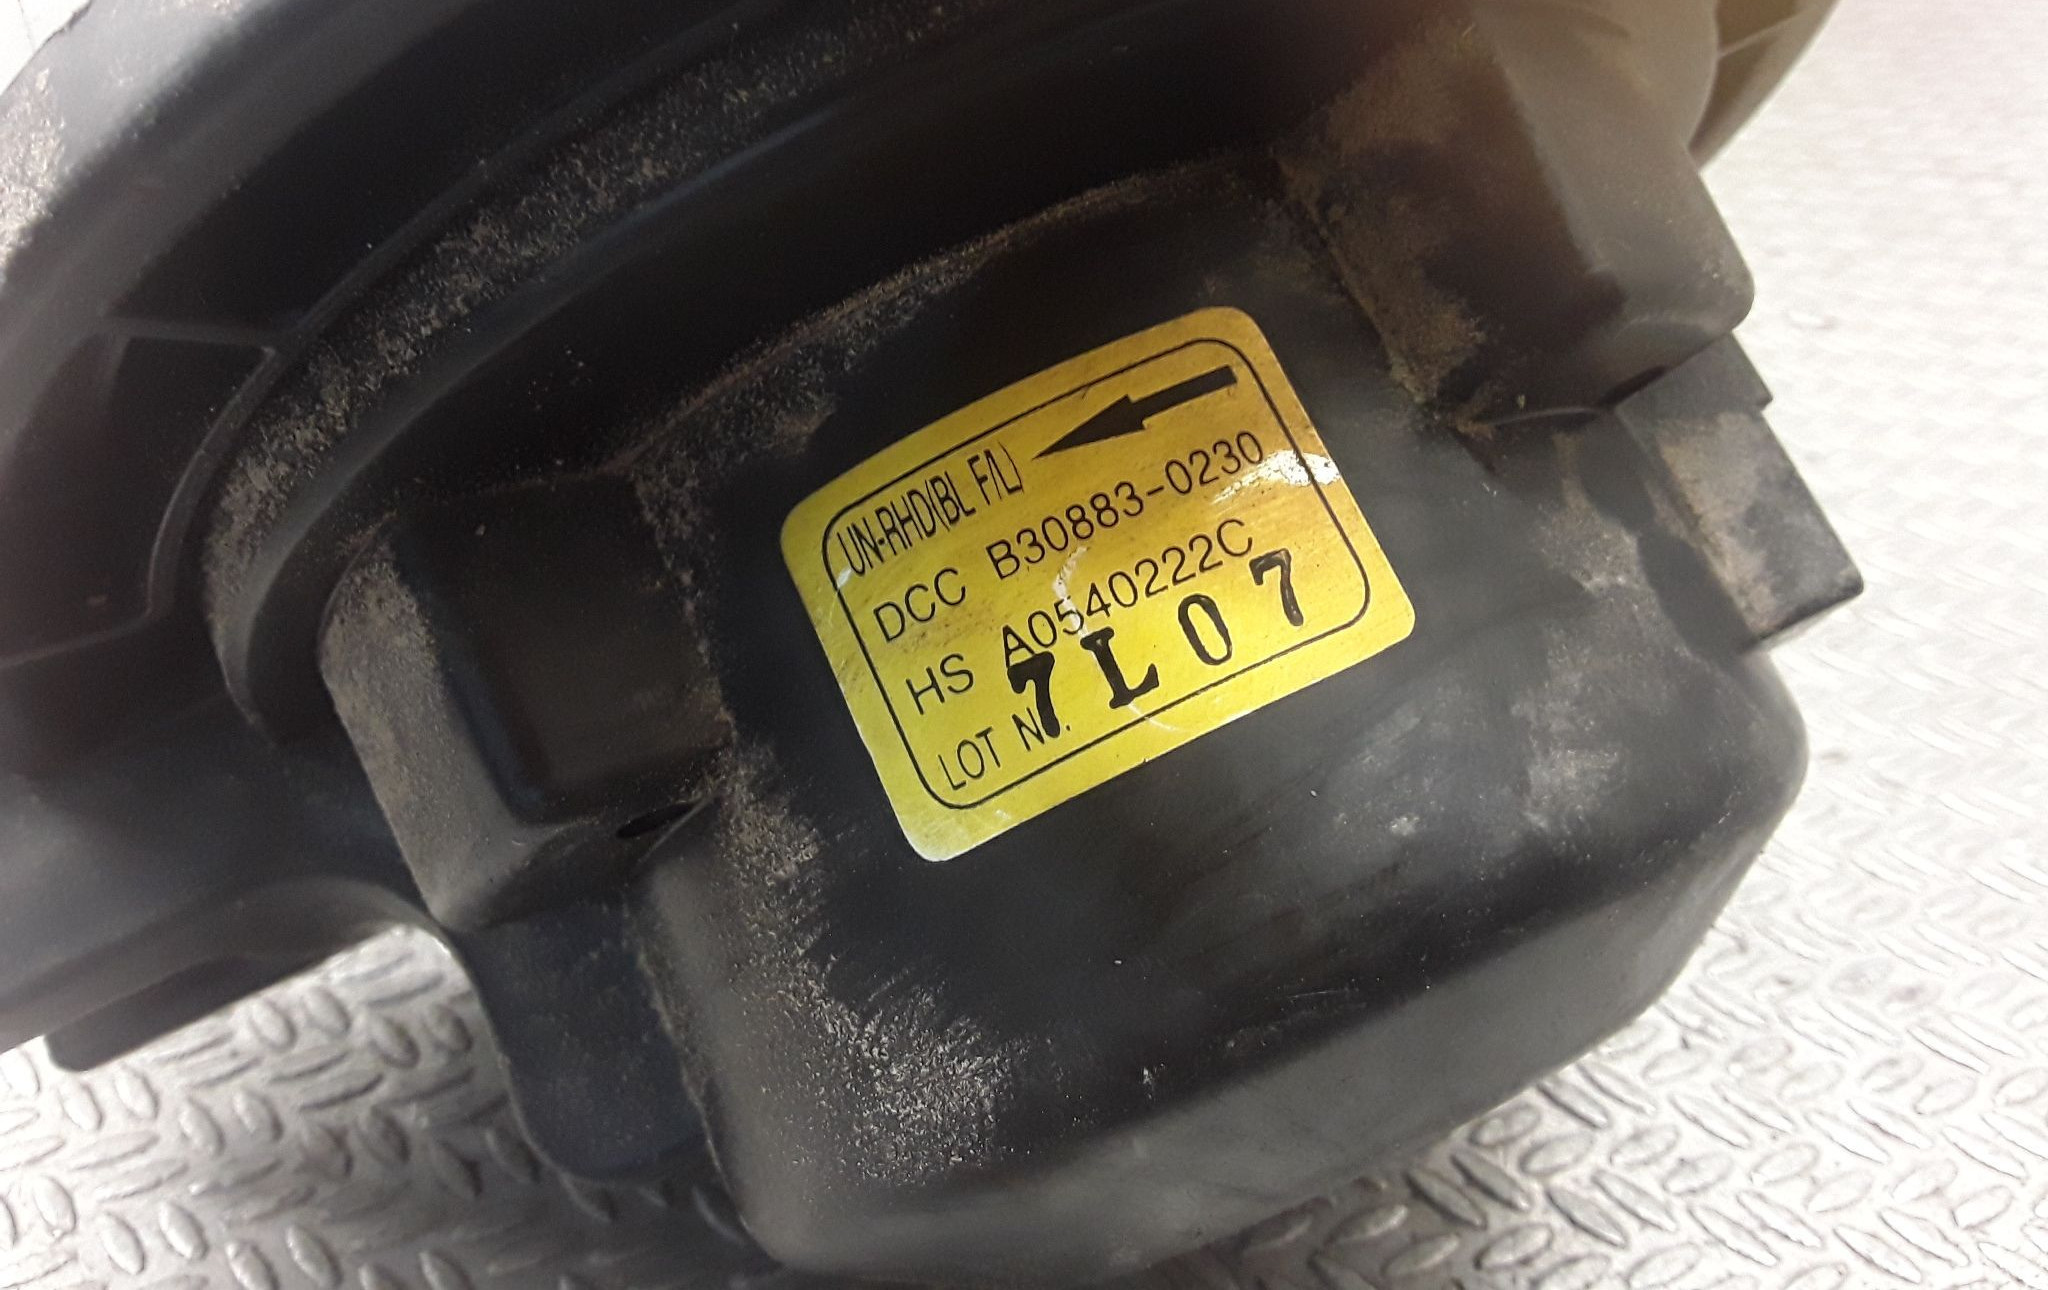 UN-RHD(BL F/L)
DCC B30883-0230
HS A0540222C
LOT N. 7L07